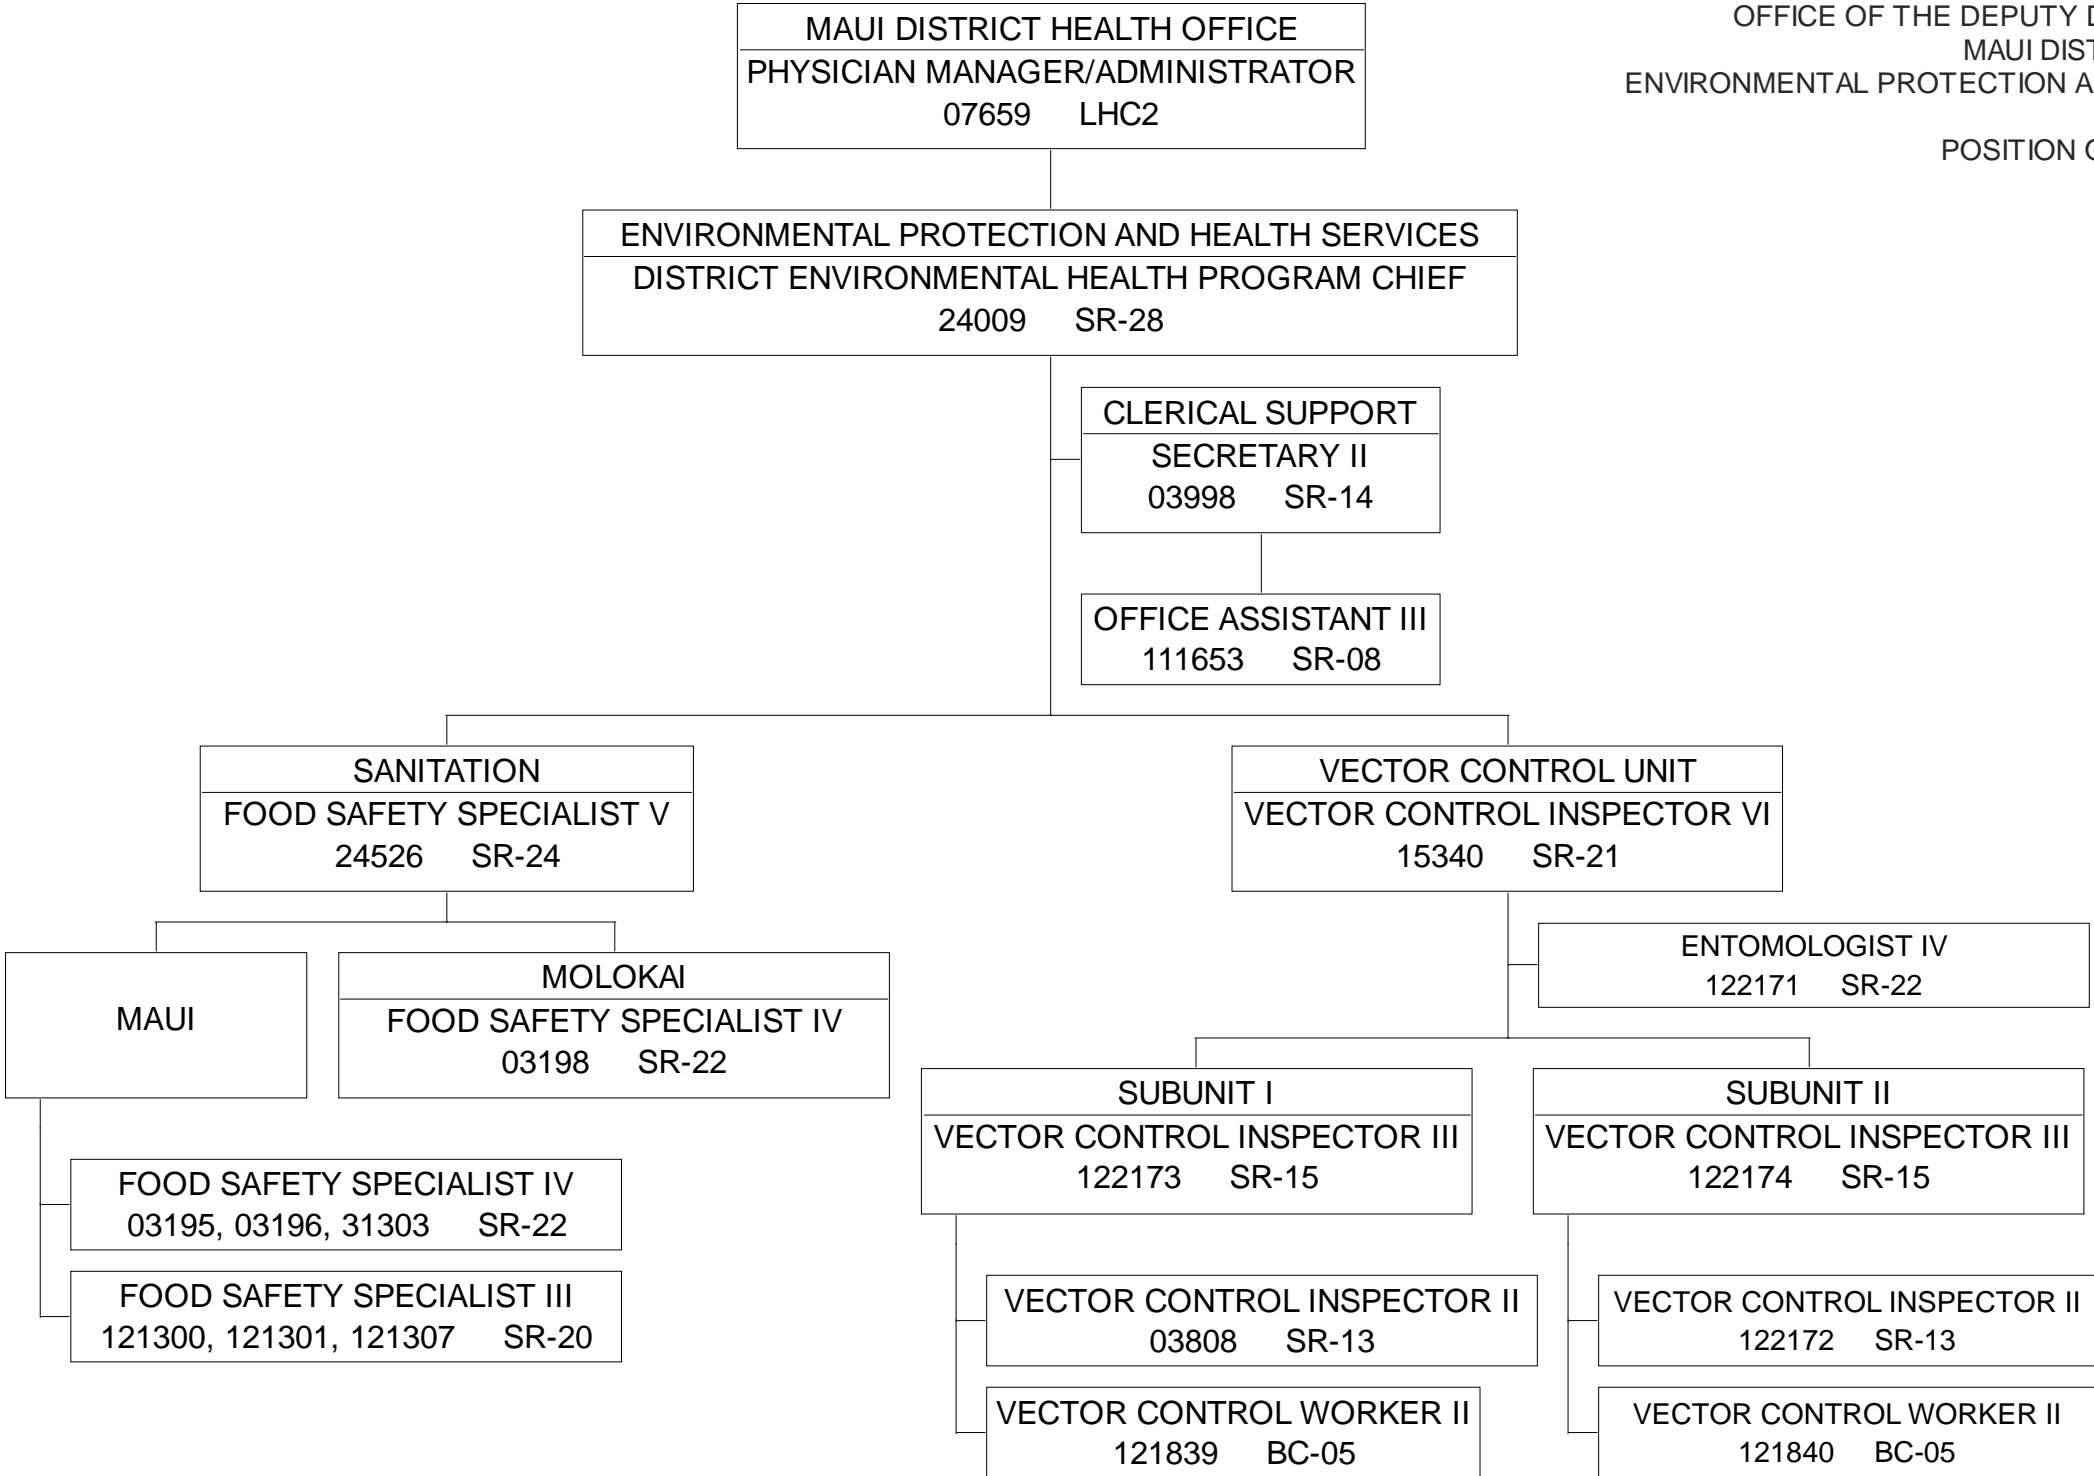 OFFICE OF THE DEPUTY
MAUI
ENVIRONMENTAL PROTECTION
POSITION
MAUI DISTRICT HEALTH OFFICE
PHYSICIAN MANAGER/ADMINISTRATOR
07659 LHC2
ENVIRONMENTAL PROTECTION AND HEALTH SERVICES
DISTRICT ENVIRONMENTAL HEALTH PROGRAM CHIEF
24009 SR-28
CLERICAL SUPPORT
SECRETARY II
03998 SR-14
OFFICE ASSISTANT III
111653 SR-08
SANITATION
FOOD SAFETY SPECIALIST V
24526 SR-24
MAUI
FOOD SAFETY SPECIALIST IV
03195, 03196, 31303 SR-22
FOOD SAFETY SPECIALIST III
121300, 121301, 121307 SR-20
MOLOKAI
FOOD SAFETY SPECIALIST IV
03198 SR-22
VECTOR CONTROL UNIT
VECTOR CONTROL INSPECTOR VI
15340 SR-21
ENTOMOLOGIST IV
122171 SR-22
SUBUNIT I
VECTOR CONTROL INSPECTOR III
122173 SR-15
VECTOR CONTROL INSPECTOR II
03808 SR-13
VECTOR CONTROL WORKER II
121839 BC-05
SUBUNIT II
VECTOR CONTROL INSPECTOR III
122174 SR-15
VECTOR CONTROL INSPECTOR II
122172 SR-13
VECTOR CONTROL WORKER II
121840 BC-05